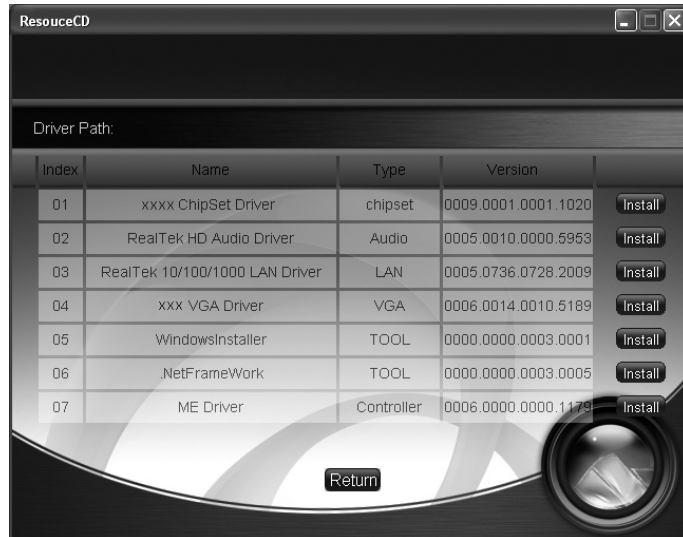 ResouceCD
Driver Path:
Index Name Type Version
01 xxxx ChipSet Driver chipset 0009.0001.0001.1020 Install
02 RealTek HD Audio Driver Audio 0005.0010.0000.5953 Install
03 RealTek 10/100/1000 LAN Driver LAN 0005.0736.0728.2009 Install
04 xxx VGA Driver VGA 0006.0014.0010.5189 Install
05 WindowsInstaller TOOL 0000.0000.0003.0001 Install
06 .NetFrameWork TOOL 0000.0000.0003.0005 Install
07 ME Driver Controller 0006.0000.0000.1179 Install
Return